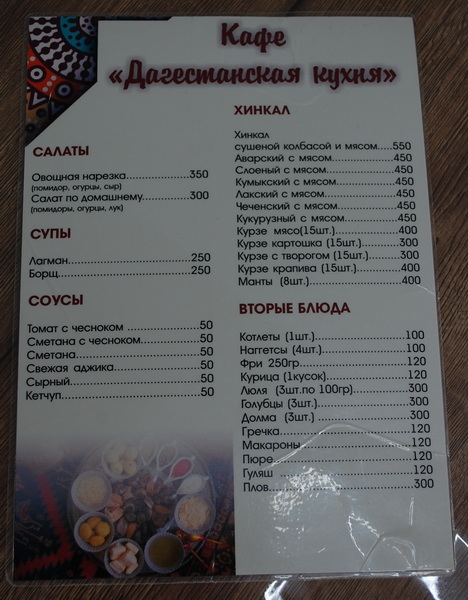 Кафе
«Дагестанская кухня»
САЛАТЫ
Овощная нарезка....................350
(помидор, огурцы, сыр)
Салат по домашнему...............300
(помидоры, огурцы, лук)
СУПЫ
Лагман.......................................250
Борщ..........................................250
СОУСЫ
Томат с чесноком .....................50
Сметана с чесноком..................50
Сметана.....................................50
Свежая аджика.........................50
Сырный......................................50
Кетчуп........................................50
ХИНКАЛ
Хинкал
сушеной колбасой и мясом.....550
Аварский с мясом.....................450
Слоеный с мясом......................450
Кумыкский с мясом...................450
Лакский с мясом.......................450
Чеченский с мясом...................450
Кукурузный с мясом.................450
Курзе мясо(15шт.).....................400
Курзе картошка (15шт.)...........300
Курзе с творогом (15шт.).........300
Курзе крапива (15шт.)..............400
Манты (8шт.).............................400
ВТОРЫЕ БЛЮДА
Котлеты (1шт.)..........................100
Наггетсы (4шт.)........................100
Фри 250гр.................................120
Курица (1кусок)........................120
Люля (3шт.по 100гр)................300
Голубцы (3шт.).........................300
Долма (3шт.) ...........................300
Гречка.......................................120
Макароны ................................120
Пюре.........................................120
Гуляш .......................................120
Плов..........................................300